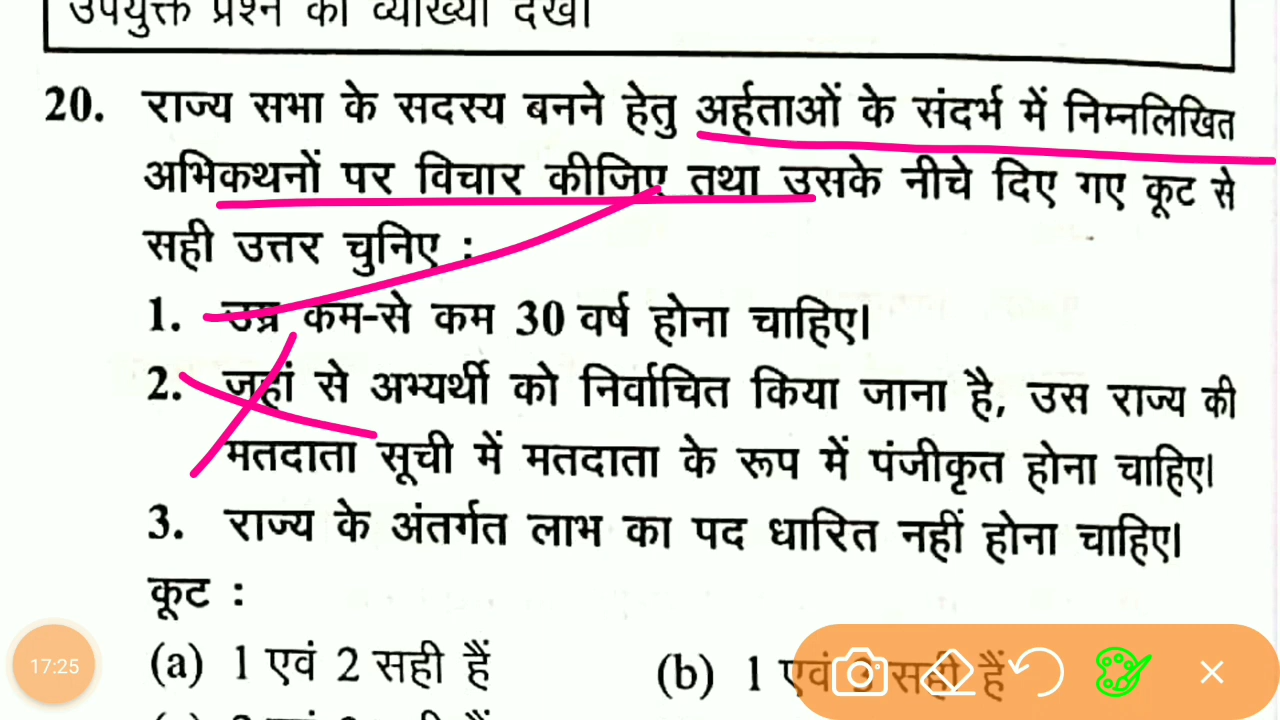 उपर्युक्त प्रश्न की व्याख्या देखें।
20. राज्य सभा के सदस्य बनने हेतु अर्हताओं के संदर्भ में निम्नलिखित
अभिकथनों पर विचार कीजिए तथा उसके नीचे दिए गए कूट से
सही उत्तर चुनिए :
1. उम्र कम-से कम 30 वर्ष होना चाहिए।
2. जहां से अभ्यर्थी को निर्वाचित किया जाना है, उस राज्य की
मतदाता सूची में मतदाता के रूप में पंजीकृत होना चाहिए।
3. राज्य के अंतर्गत लाभ का पद धारित नहीं होना चाहिए।
कूट :
(a) 1 एवं 2 सही हैं (b) 1 एवं 3 सही हैं
17:25